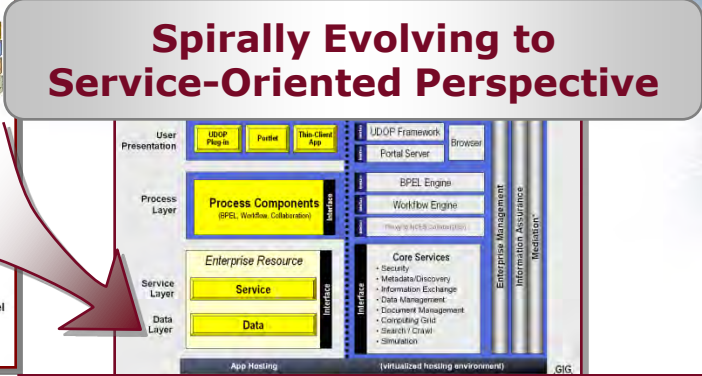 Spirally Evolving to
Service-Oriented Perspective
User
Presentation
UDOP
Plug-in
Portlet
Thin-Client
App
UDOP Framework
Portal Server
Browser
Process
Layer
Process Components
(BPEL, Workflow, Collaboration)
Interface
BPEL Engine
Workflow Engine
Enterprise Resource
Service
Layer
Service
Data
Layer
Data
Interface
Interface
Core Services
• Security
• Metadata/Discovery
• Information Exchange
• Data Management
• Document Management
• Computing Grid
• Search / Crawl
• Simulation
Enterprise Management
Information Assurance
Mediation*
App Hosting
(virtualized hosting environment)
GIG